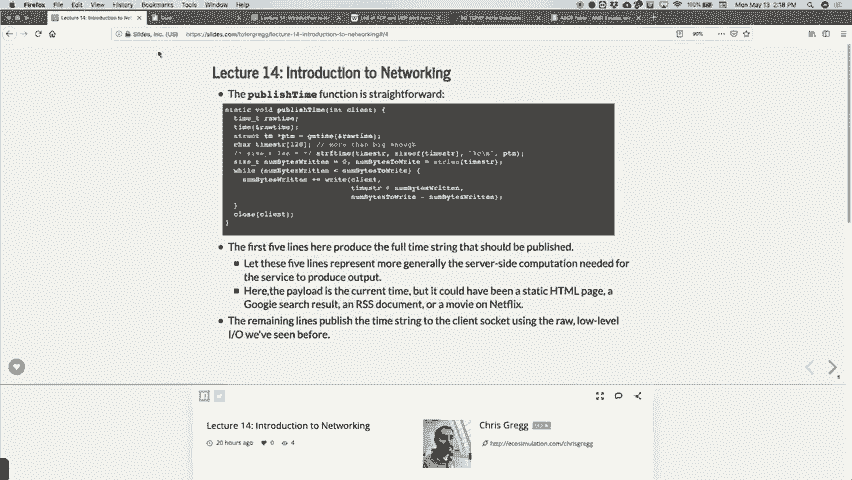 Firefox File Edit View History Bookmarks Tools Window Help
Mon May 13 2:18 PM
Lecture 14: Introduction to Netwo
Slides, Inc. (US) https://slides.com/totergregg/lecture-14-introduction-to-networking#/4
90%
Lecture 14: Introduction to Networking
The publishTime function is straightforward:
static void publishTime(int client) {
time_t rawtime;
time(&rawtime);
struct tm *ptm = gmtime(&rawtime);
char timestr[128]; // more than big enough
strftime(timestr, sizeof(timestr), "%c\n", ptm);
size_t numBytesWritten = 0, numBytesToWrite = strlen(timestr);
while (numBytesWritten < numBytesToWrite) {
numBytesWritten += write(client,
timestr + numBytesWritten,
numBytesToWrite - numBytesWritten);
}
close(client);
}
The first five lines here produce the full time string that should be published.
Let these five lines represent more generally the server-side computation needed for
the service to produce output.
Here,the payload is the current time, but it could have been a static HTML page, a
Google search result, an RSS document, or a movie on Netflix.
The remaining lines publish the time string to the client socket using the raw, low-level
I/O we've seen before.
Lecture 14: Introduction to Networking
20 hours ago 0 4
Chris Gregg
http://ecosimulation.com/chrisgregg